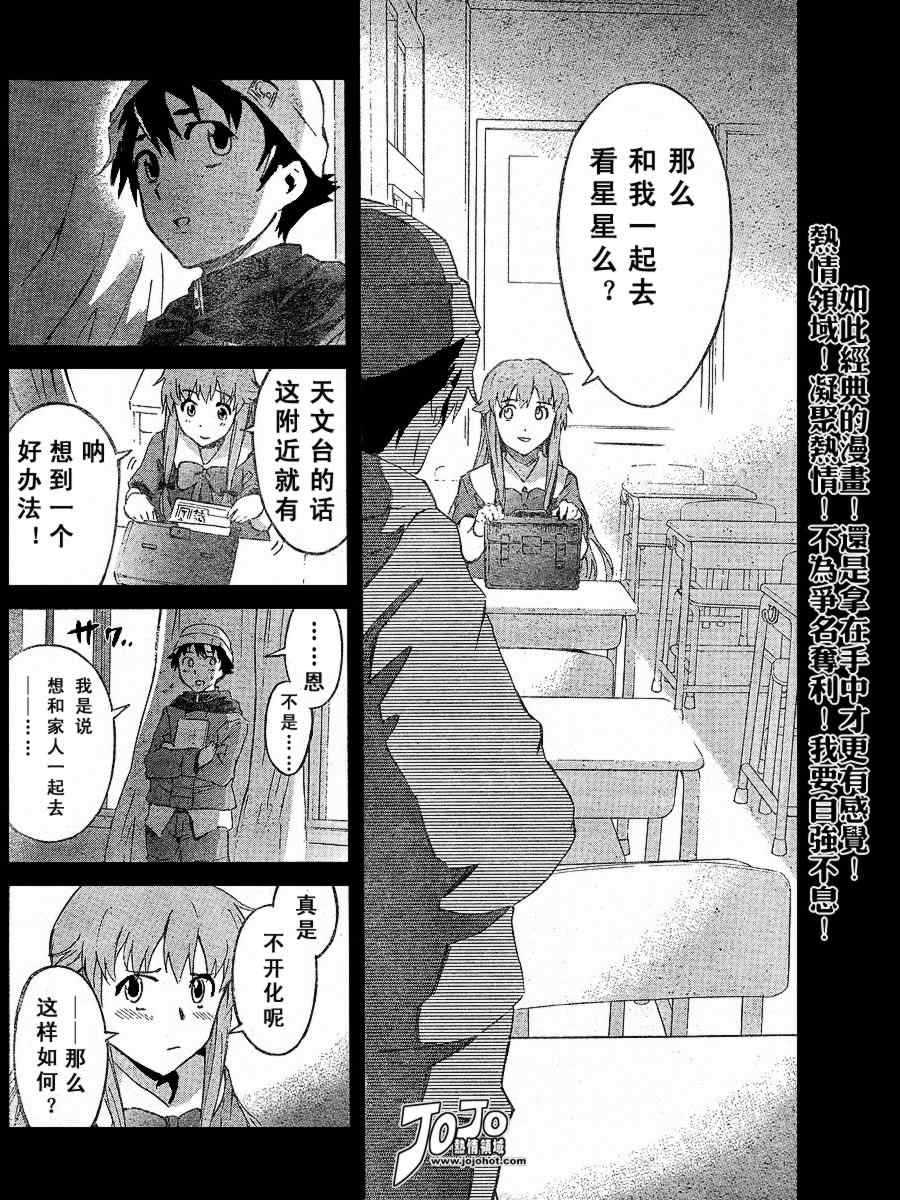 那么
和我一起去
看星星么？
天文台的话
这附近就有
呐
想到一个
好办法！
……恩
不是……
サワ..
我是说
想和家人一起去
——……
真是
不开化呢
——那么
这样如何？
如此經典的漫畫！還是拿在手中才更有感覺！
熱情領域！凝聚熱情！不為爭名奪利！我要自強不息！
JOJO
熱情領域
www.jojohot.com